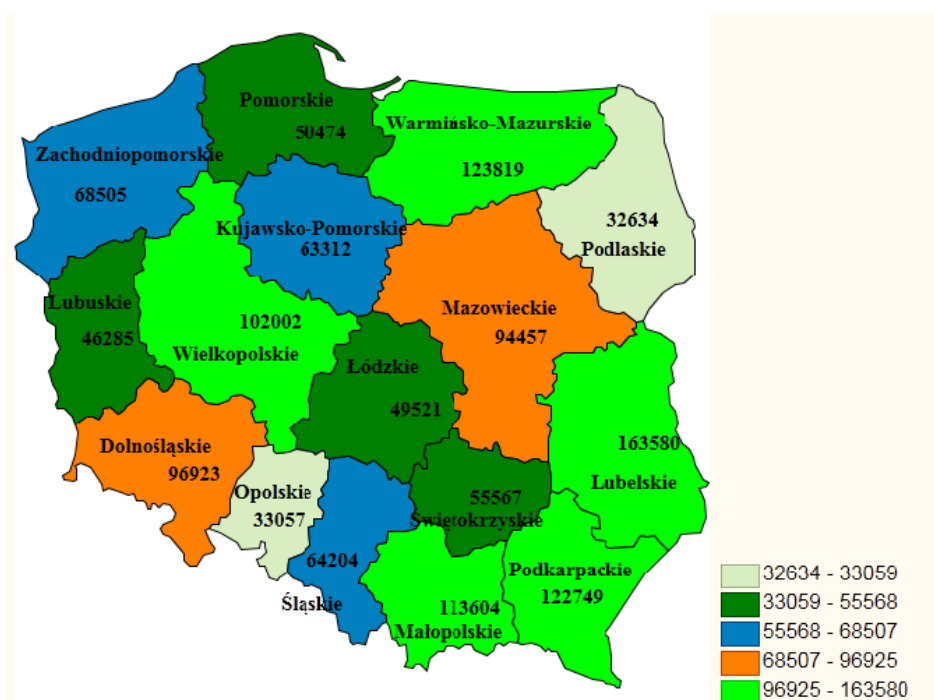 Pomorskie
50474
Warmińsko-Mazurskie
123819
Zachodniopomorskie
68505
Kujawsko-Pomorskie
63312
32634
Podlaskie
Lubuskie
46285
102002
Wielkopolskie
Mazowieckie
94457
Łódzkie
49521
Dolnośląskie
96923
163580
Lubelskie
Opolskie
33057
55567
Świętokrzyskie
64204
Śląskie
Podkarpackie
122749
113604
Małopolskie
32634 - 33059
33059 - 55568
55568 - 68507
68507 - 96925
96925 - 163580